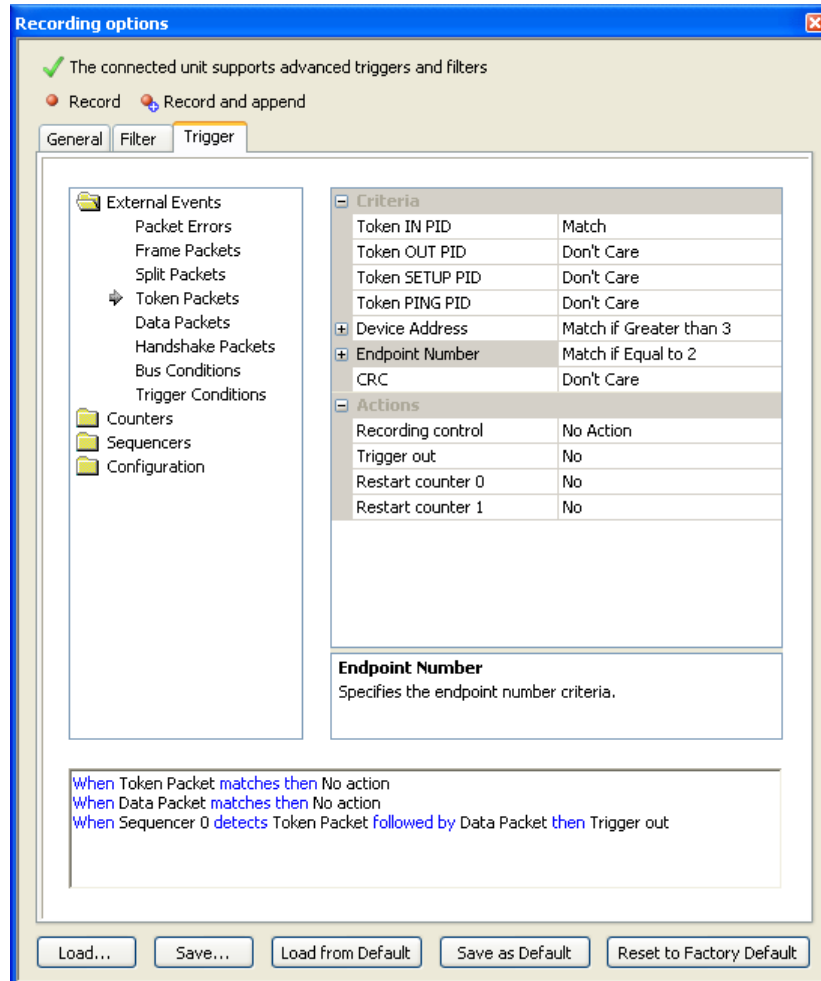 Recording options
The connected unit supports advanced triggers and filters
Record Record and append
General Filter Trigger
External Events
Packet Errors
Frame Packets
Split Packets
Token Packets
Data Packets
Handshake Packets
Bus Conditions
Trigger Conditions
Counters
Sequencers
Configuration
Criteria
Token IN PID Match
Token OUT PID Don't Care
Token SETUP PID Don't Care
Token PING PID Don't Care
Device Address Match if Greater than 3
Endpoint Number Match if Equal to 2
CRC Don't Care
Actions
Recording control No Action
Trigger out No
Restart counter 0 No
Restart counter 1 No
Endpoint Number
Specifies the endpoint number criteria.
When Token Packet matches then No action
When Data Packet matches then No action
When Sequencer 0 detects Token Packet followed by Data Packet then Trigger out
Load... Save... Load from Default Save as Default Reset to Factory Default